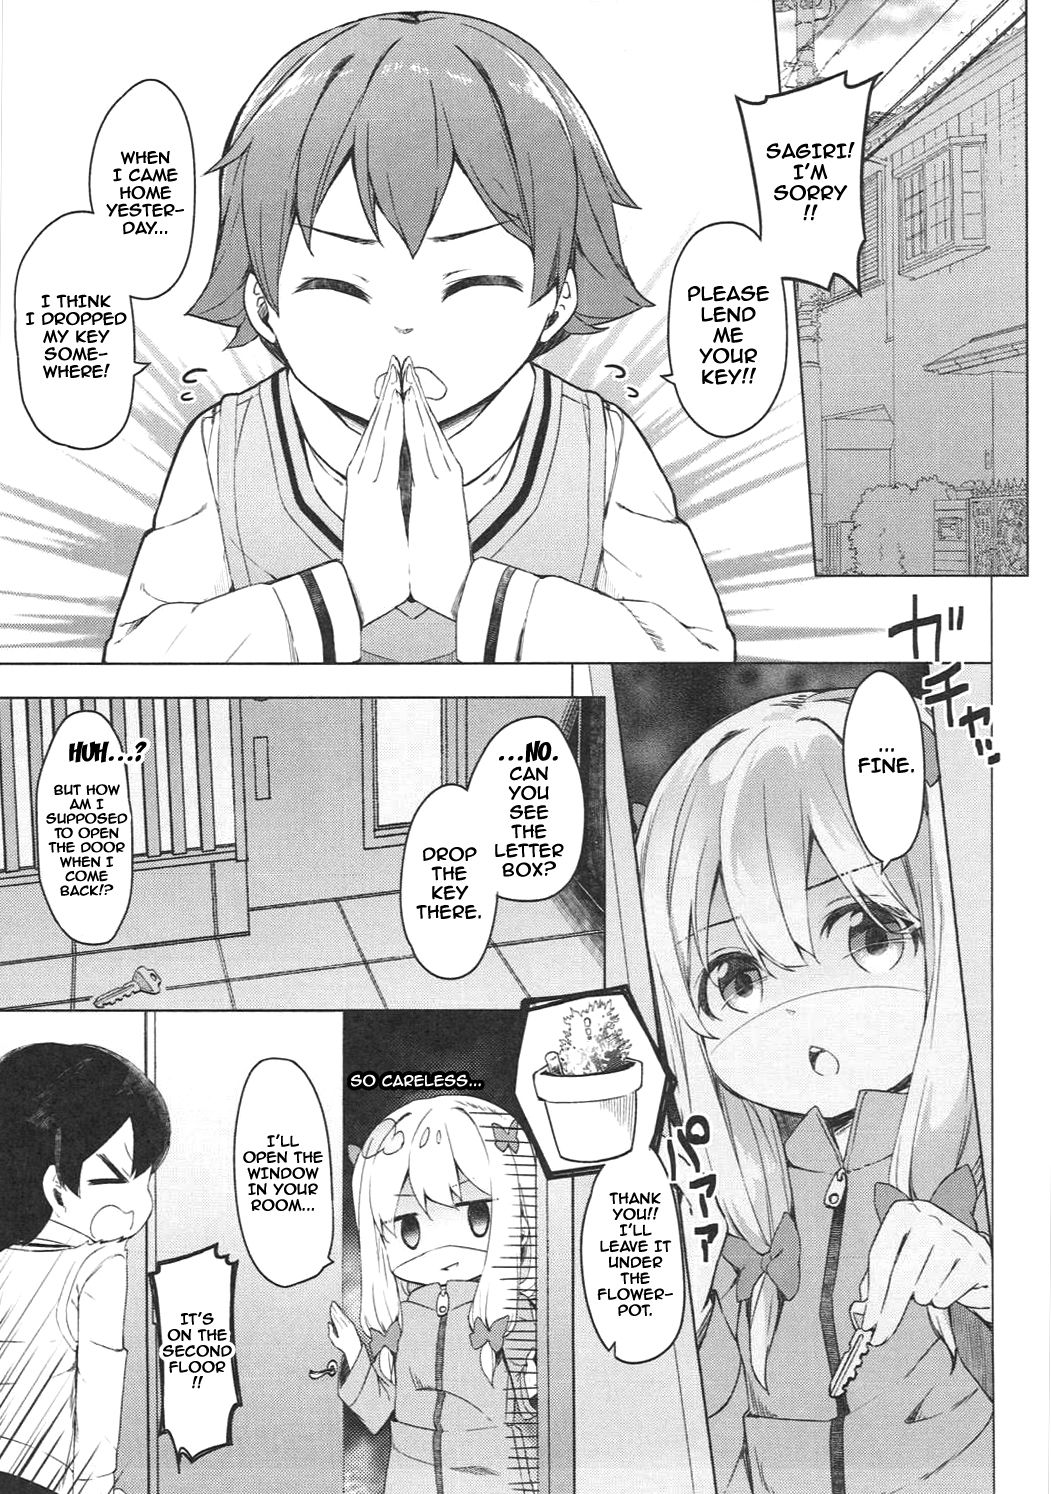 SAGIRI!
I'M
SORRY
!!
PLEASE
LEND
ME
YOUR
KEY!!
WHEN
I CAME
HOME
YESTER-
DAY...
I THINK
I DROPPED
MY KEY
SOME-
WHERE!
ガチャッ
...
FINE.
パアアァ
THANK
YOU!!
I'LL
LEAVE IT
UNDER
THE
FLOWER-
POT.
...NO.
CAN
YOU
SEE
THE
LETTER
BOX?
DROP
THE
KEY
THERE.
HUH...?
BUT HOW
AM I
SUPPOSED
TO OPEN
THE DOOR
WHEN I
COME
BACK!?
SO CARELESS...
I'LL
OPEN THE
WINDOW
IN YOUR
ROOM...
IT'S
ON THE
SECOND
FLOOR
!!